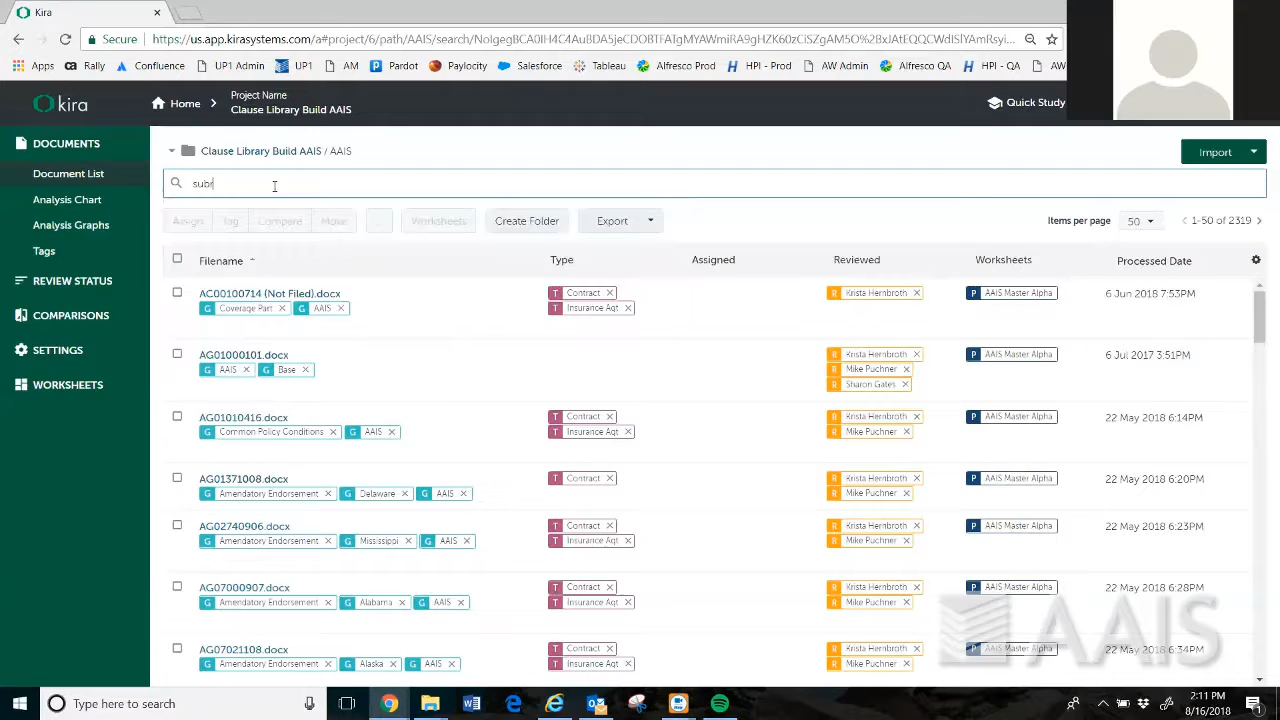 Kira
Secure
https://us.app.kirasystems.com/a#project/6/path/AAIS/search/
Apps Rally Confluence UP1 Admin UP1 AM Pardot Paylocity Salesforce Tableau Alfresco Prod HPI - Prod AW Admin Alfresco QA HPI - QA AW
kira Home Project Name Quick Study
Clause Library Build AAIS
DOCUMENTS
Document List
Analysis Chart
Analysis Graphs
Tags
REVIEW STATUS
COMPARISONS
SETTINGS
WORKSHEETS
Clause Library Build AAIS / AAIS
Import
subr
Assign Tag Compare Move ... Worksheets Create Folder Export Items per page 50 1-50 of 2319
Filename Type Assigned Reviewed Worksheets Processed Date
AC00100714 (Not Filed).docx T Contract R Krista Hernbroth P AAIS Master Alpha 6 Jun 2018 7:53PM
G Coverage Part G AAIS T Insurance Agt
AG01000101.docx R Krista Hernbroth P AAIS Master Alpha 6 Jul 2017 3:51PM
G AAIS G Base R Mike Puchner
R Sharon Gates
AG01010416.docx T Contract R Krista Hernbroth P AAIS Master Alpha 22 May 2018 6:14PM
G Common Policy Conditions G AAIS T Insurance Agt R Mike Puchner
AG01371008.docx T Contract R Krista Hernbroth P AAIS Master Alpha 22 May 2018 6:20PM
G Amendatory Endorsement G Delaware G AAIS R Mike Puchner
AG02740906.docx T Contract R Krista Hernbroth P AAIS Master Alpha 22 May 2018 6:23PM
G Amendatory Endorsement G Mississippi G AAIS T Insurance Agt R Mike Puchner
AG07000907.docx T Contract R Krista Hernbroth P AAIS Master Alpha 22 May 2018 6:28PM
G Amendatory Endorsement G Alabama G AAIS T Insurance Agt R Mike Puchner
AG07021108.docx T Contract R Krista Hernbroth P AAIS Master Alpha 22 May 2018 6:34PM
G Amendatory Endorsement G Alaska G AAIS T Insurance Agt R Mike Puchner
AAIS
Type here to search
2:11 PM
8/16/2018